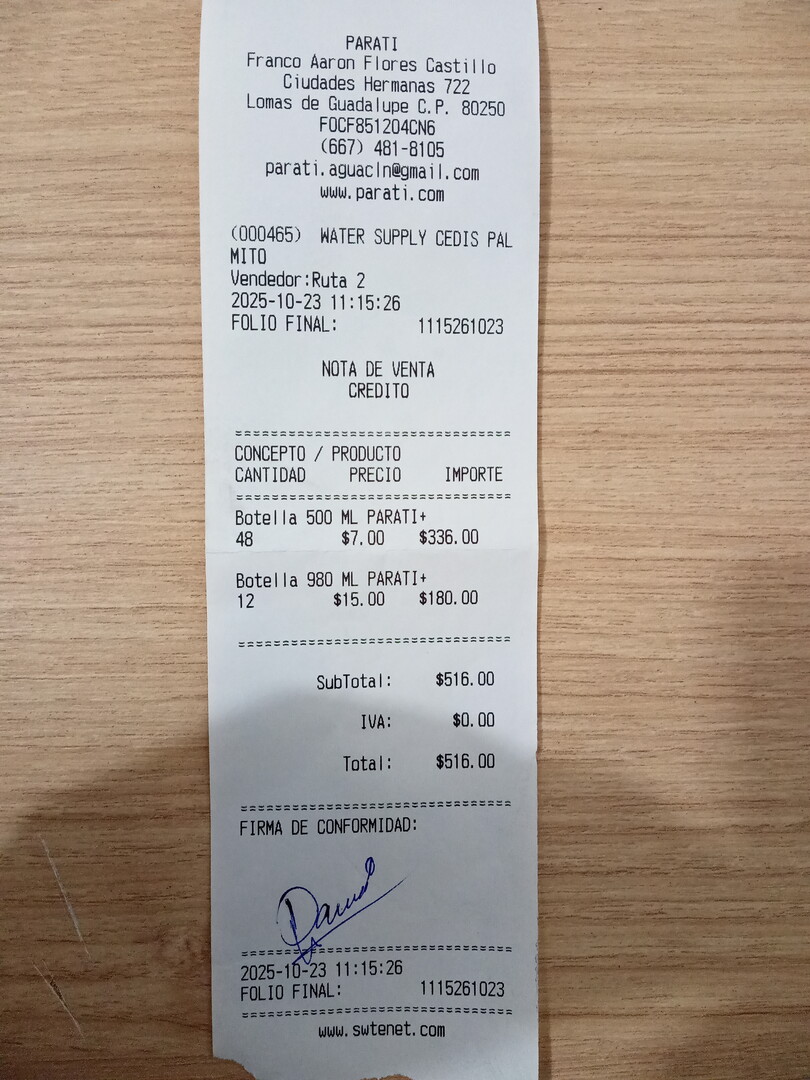 PARATI
Franco Aaron Flores Castillo
Ciudades Hermanas 722
Lomas de Guadalupe C.P. 80250
FOCF851204CN6
(667) 481-8105
parati.aguacln@gmail.com
www.parati.com
(000465) WATER SUPPLY CEDIS PAL
MITO
Vendedor:Ruta 2
2025-10-23 11:15:26
FOLIO FINAL: 1115261023
NOTA DE VENTA
CREDITO
================================
CONCEPTO / PRODUCTO
CANTIDAD PRECIO IMPORTE
================================
Botella 500 ML PARATI+
48 $7.00 $336.00
Botella 980 ML PARATI+
12 $15.00 $180.00
================================
SubTotal: $516.00
IVA: $0.00
Total: $516.00
================================
FIRMA DE CONFORMIDAD:
================================
2025-10-23 11:15:26
FOLIO FINAL: 1115261023
================================
www.swtenet.com